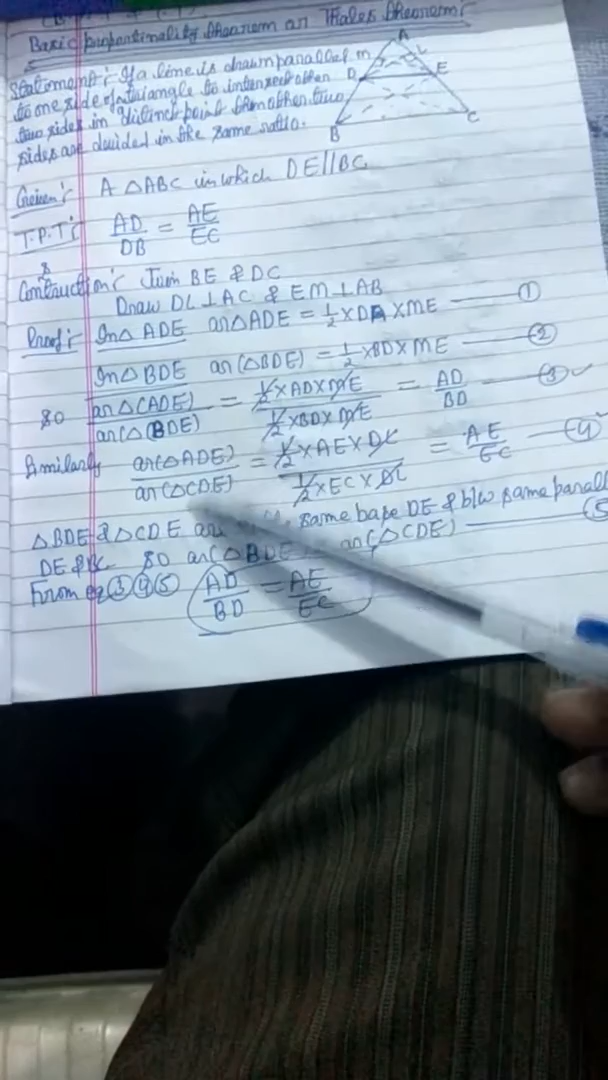 Basic proportionality theorem or Thales theorem:
Statement:- If a line is drawn parallel
to one side of a triangle to intersect other
two sides in distinct point then other two
sides are divided in the same ratio.
A
M
L
D
E
B
C
Given:- A △ABC in which DE||BC
T.P.T:- AD/DB = AE/EC
Contruction:- Join BE & DC
Draw DL⊥AC & EM⊥AB
Proof:- In△ ADE ar△ADE = 1/2 × DA × ME — ①
In△ BDE ar(△BDE) = 1/2 × BD × ME — ②
So ar△(ADE)/ar△(BDE) = 1/2 × AD × ME / 1/2 × BD × ME = AD/BD — ③ ✓
Similarly ar(△ADE)/ar(△CDE) = 1/2 × AE × DL / 1/2 × EC × DL = AE/EC — ④ ✓
△BDE & △CDE are same base DE & b/w same parall
DE & BC So ar(△BDE) ar(△CDE) — ⑤
From eq ③④⑤ AD/BD = AE/EC